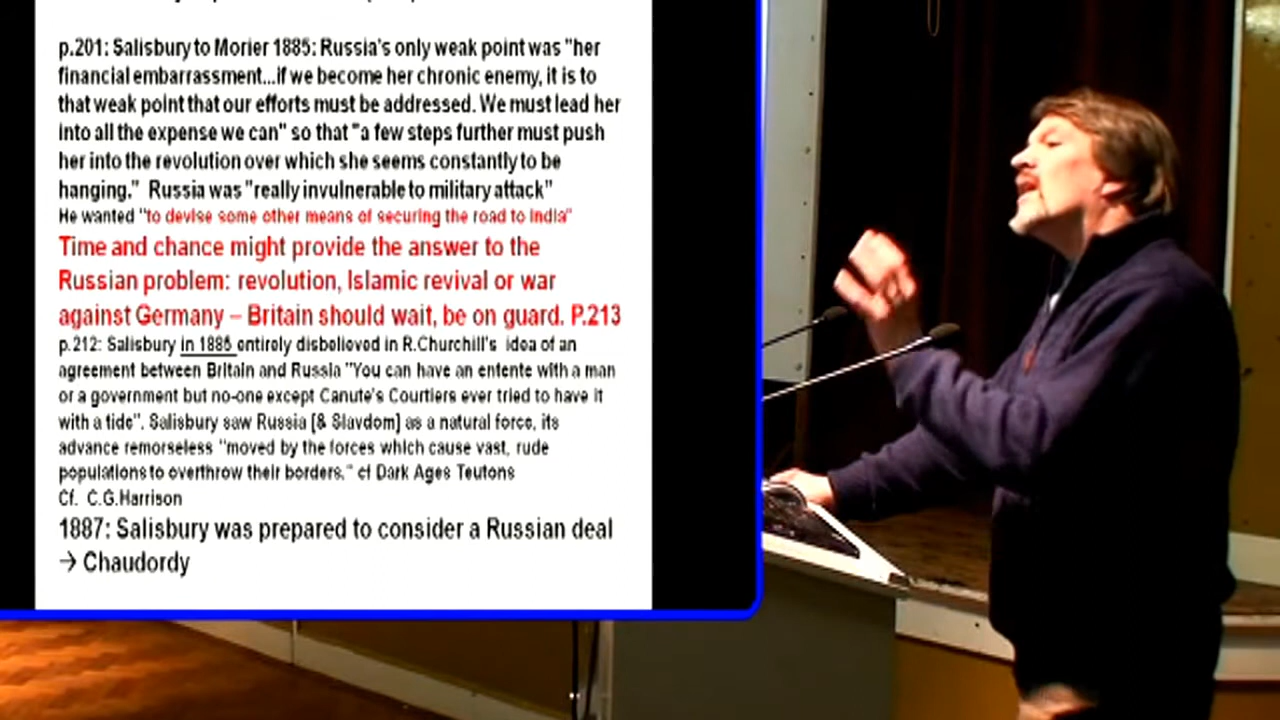 p.201: Salisbury to Morier 1885: Russia's only weak point was "her
financial embarrassment...if we become her chronic enemy, it is to
that weak point that our efforts must be addressed. We must lead her
into all the expense we can" so that "a few steps further must push
her into the revolution over which she seems constantly to be
hanging." Russia was "really invulnerable to military attack"
He wanted "to devise some other means of securing the road to India"
Time and chance might provide the answer to the
Russian problem: revolution, Islamic revival or war
against Germany – Britain should wait, be on guard. P.213
p.212: Salisbury in 1885 entirely disbelieved in R.Churchill's idea of an
agreement between Britain and Russia "You can have an entente with a man
or a government but no-one except Canute's Courtiers ever tried to have it
with a tide". Salisbury saw Russia [& Slavdom] as a natural force, its
advance remorseless "moved by the forces which cause vast, rude
populations to overthrow their borders." cf Dark Ages Teutons
Cf. C.G.Harrison
1887: Salisbury was prepared to consider a Russian deal
→ Chaudordy